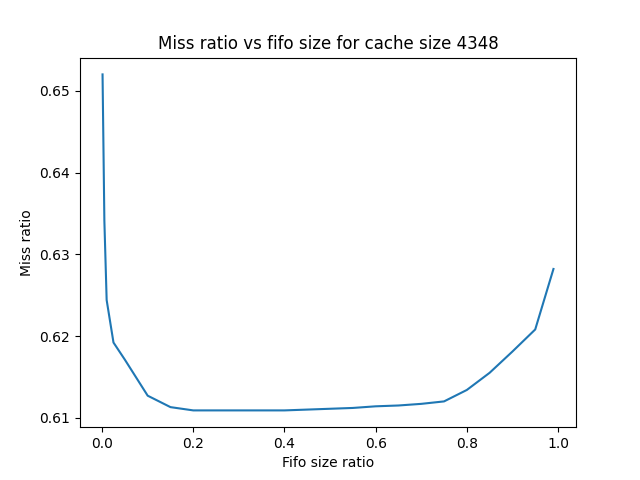 Miss ratio vs fifo size for cache size 4348
0.65
0.64
0.63
0.62
0.61
Miss ratio
0.0 0.2 0.4 0.6 0.8 1.0
Fifo size ratio